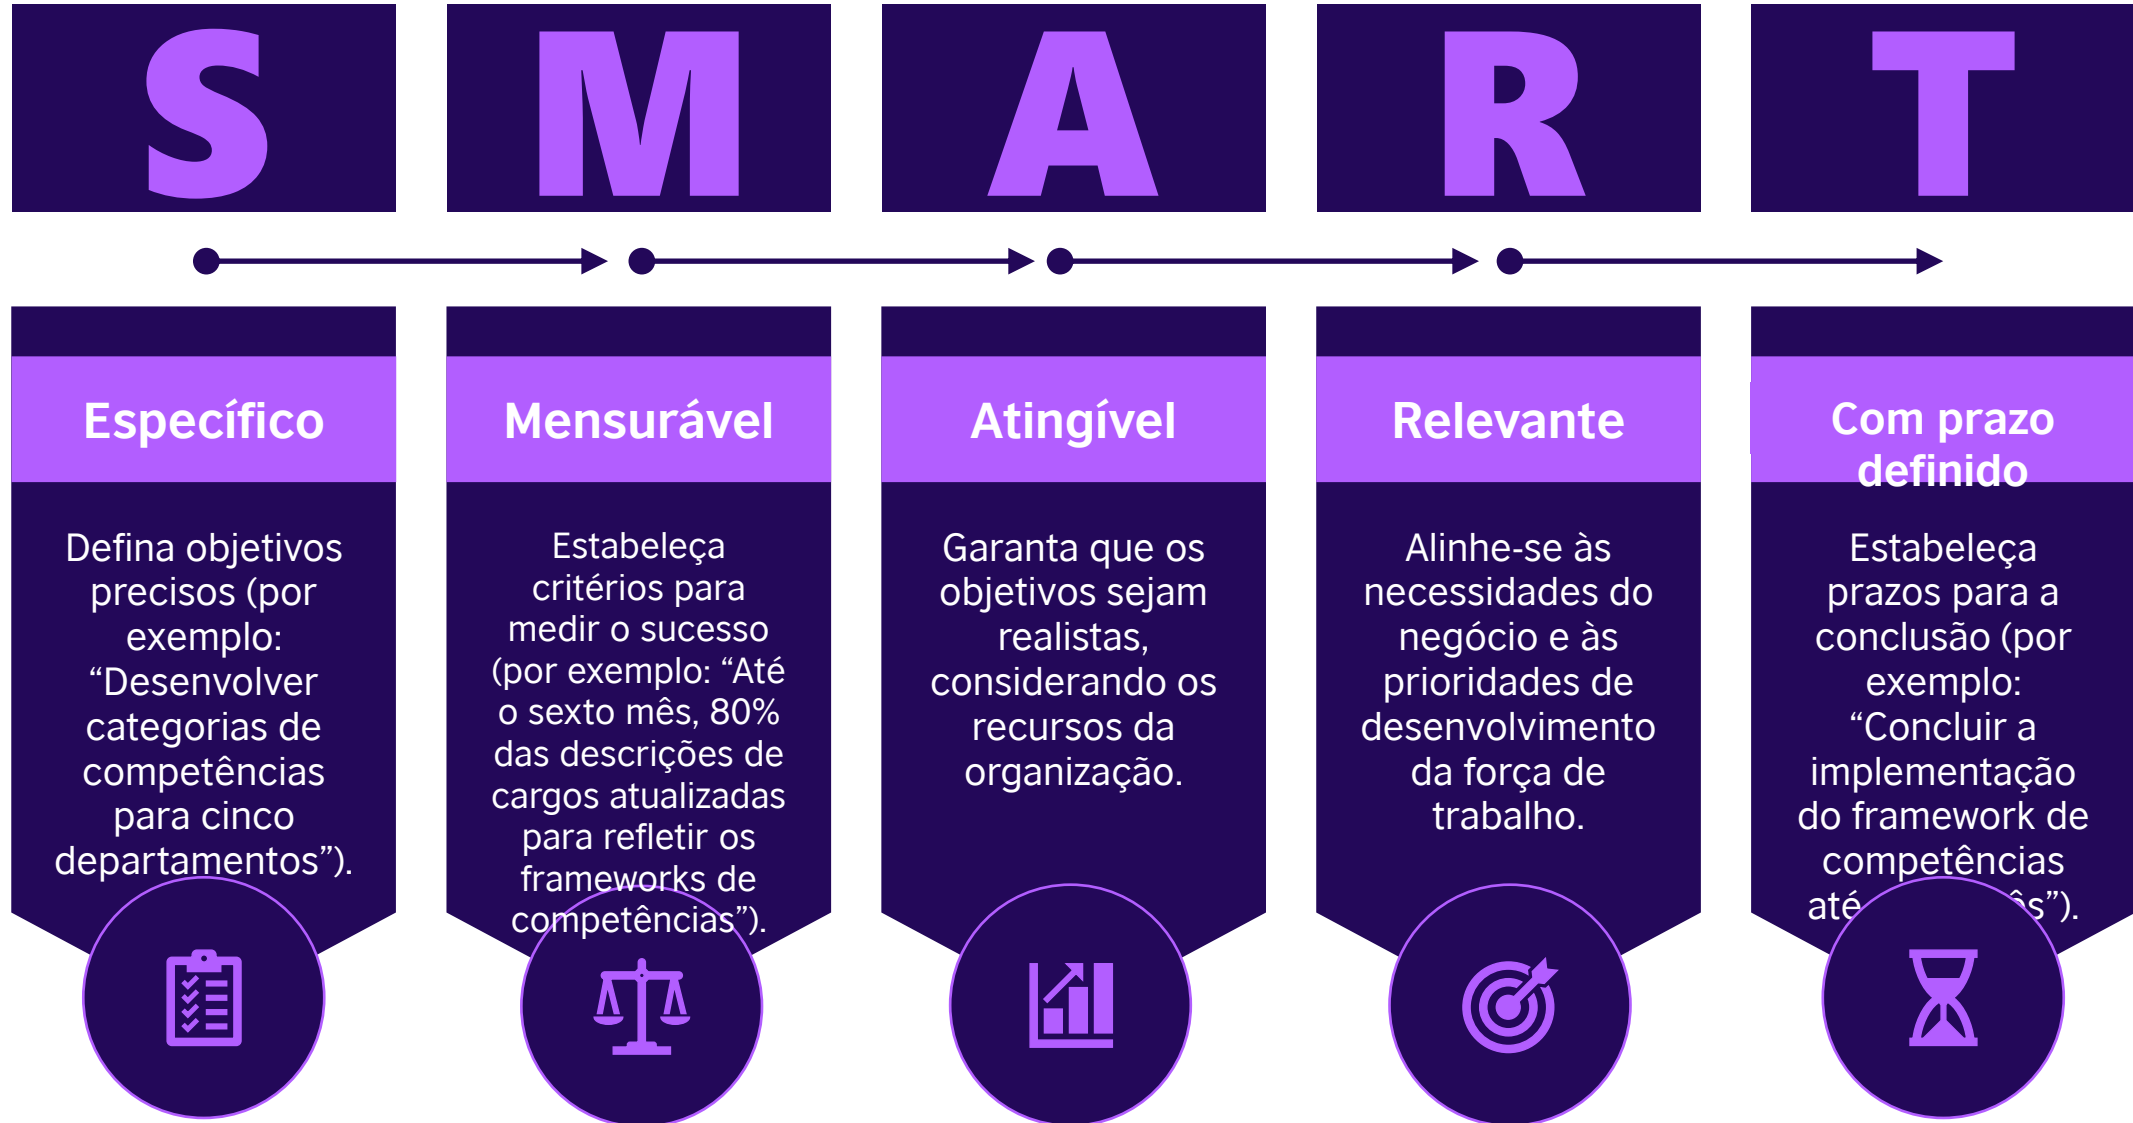 S
M
A
R
T
Específico
Defina objetivos
precisos (por
exemplo:
“Desenvolver
categorias de
competências
para cinco
departamentos”).
Mensurável
Estabeleça
critérios para
medir o sucesso
(por exemplo: “Até
o sexto mês, 80%
das descrições de
cargos atualizadas
para refletir os
frameworks de
competências”).
Atingível
Garanta que os
objetivos sejam
realistas,
considerando os
recursos da
organização.
Relevante
Alinhe-se às
necessidades do
negócio e às
prioridades de
desenvolvimento
da força de
trabalho.
Com prazo
definido
Estabeleça
prazos para a
conclusão (por
exemplo:
“Concluir a
implementação
do framework de
competências
até